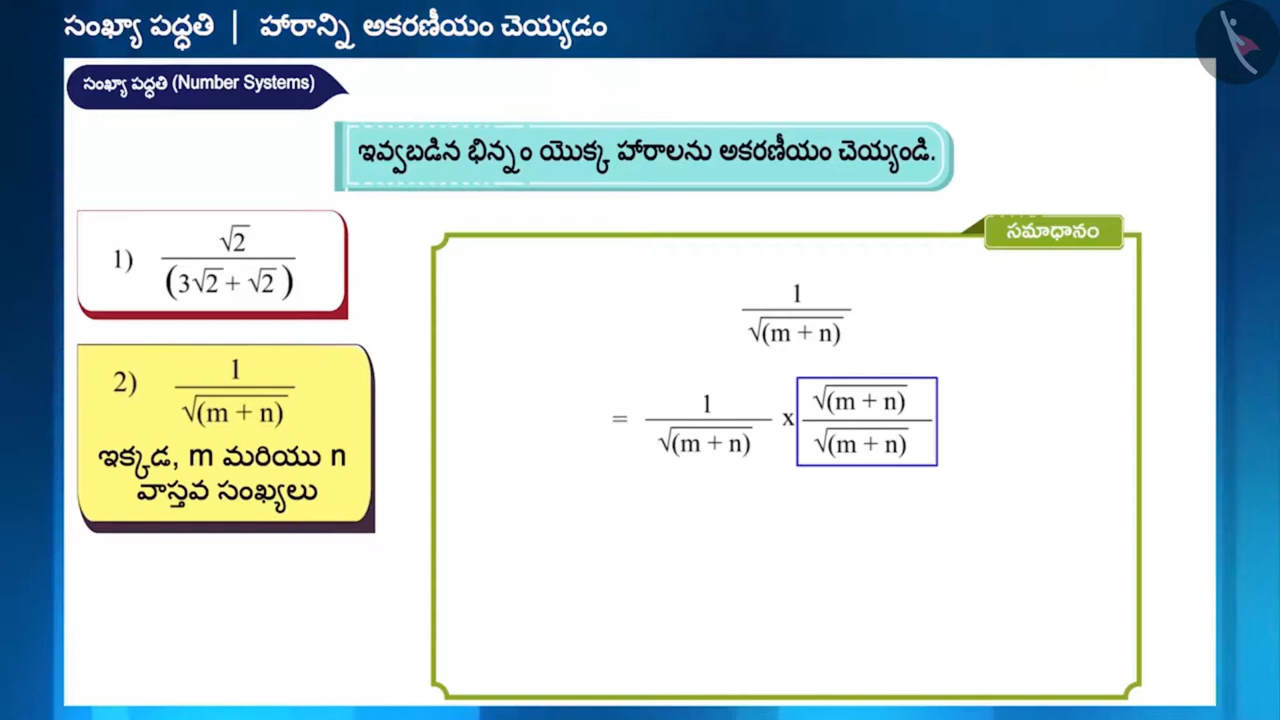 సంఖ్యా పద్ధతి | హారాన్ని అకరణీయం చెయ్యడం
సంఖ్యా పద్ధతి (Number Systems)
ఇవ్వబడిన భిన్నం యొక్క హారాలను అకరణీయం చెయ్యండి.
1) √2 / (3√2 + √2)
2) 1 / √(m + n)
ఇక్కడ, m మరియు n
వాస్తవ సంఖ్యలు
సమాధానం
1 / √(m + n)
= 1 / √(m + n) x √(m + n) / √(m + n)